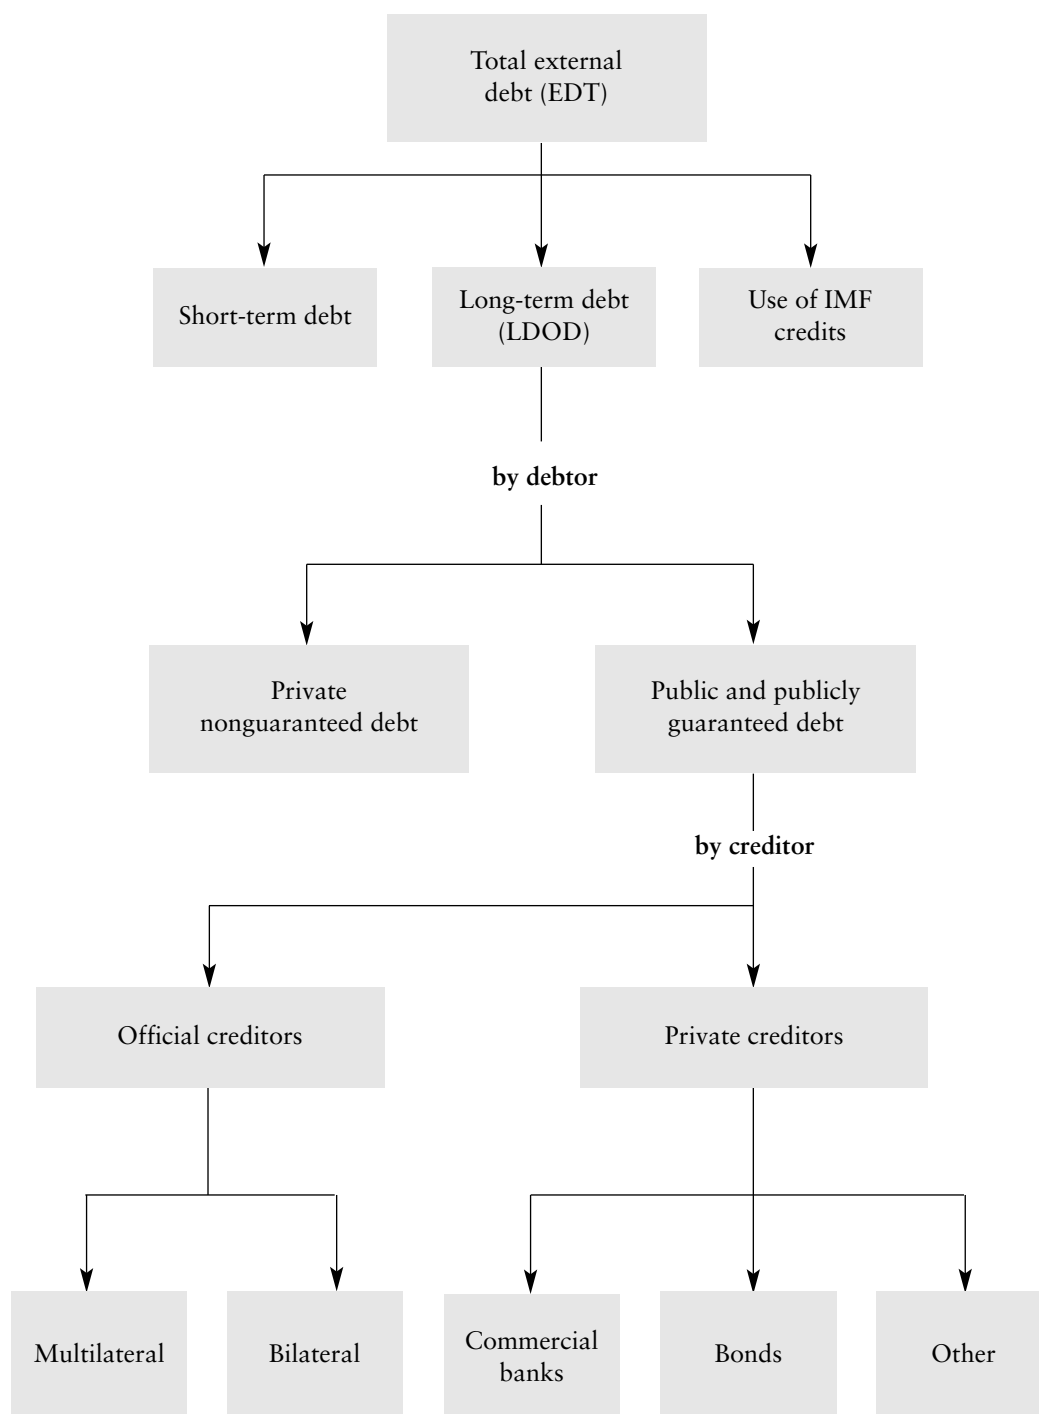 Total external
debt (EDT)
Short-term debt
Long-term debt
(LDOD)
Use of IMF
credits
by debtor
Private
nonguaranteed debt
Public and publicly
guaranteed debt
by creditor
Official creditors
Private creditors
Multilateral
Bilateral
Commercial
banks
Bonds
Other